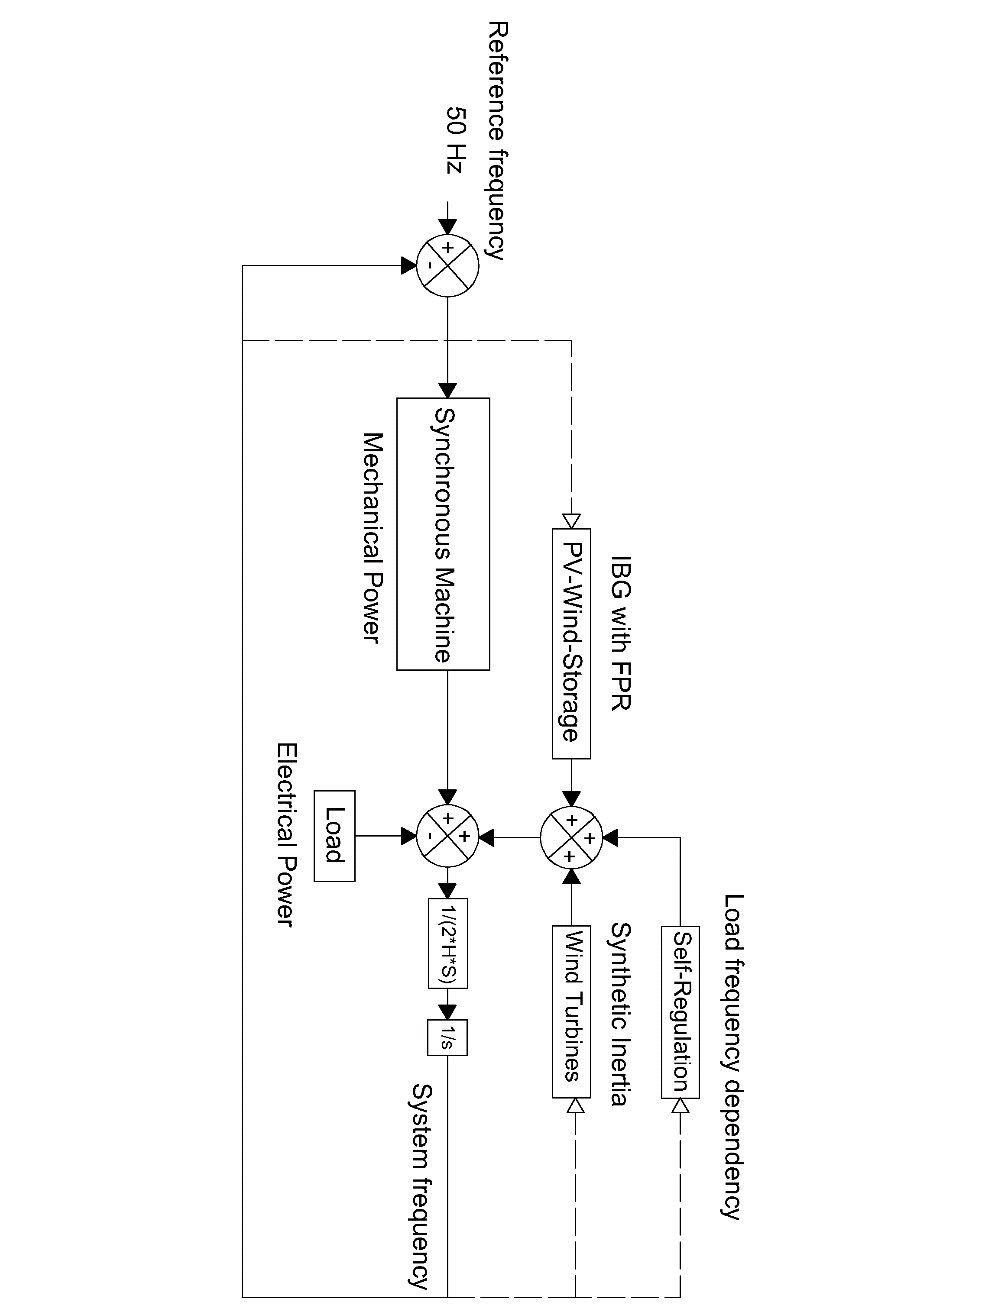 Load frequency dependency
Self-Regulation
IBG with FPR
Synthetic Inertia
PV-Wind-Storage
+
+
+
Wind Turbines
Reference frequency
50 Hz
+
-
Synchronous Machine
Mechanical Power
+
+
-
1/(2*H*S)
1/s
System frequency
Load
Electrical Power